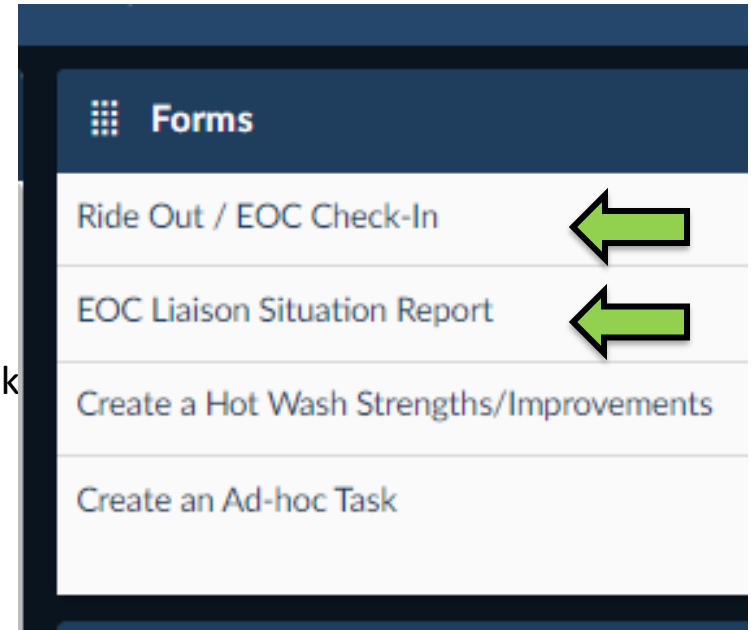 Forms
Ride Out / EOC Check-In
EOC Liaison Situation Report
k
Create a Hot Wash Strengths/Improvements
Create an Ad-hoc Task